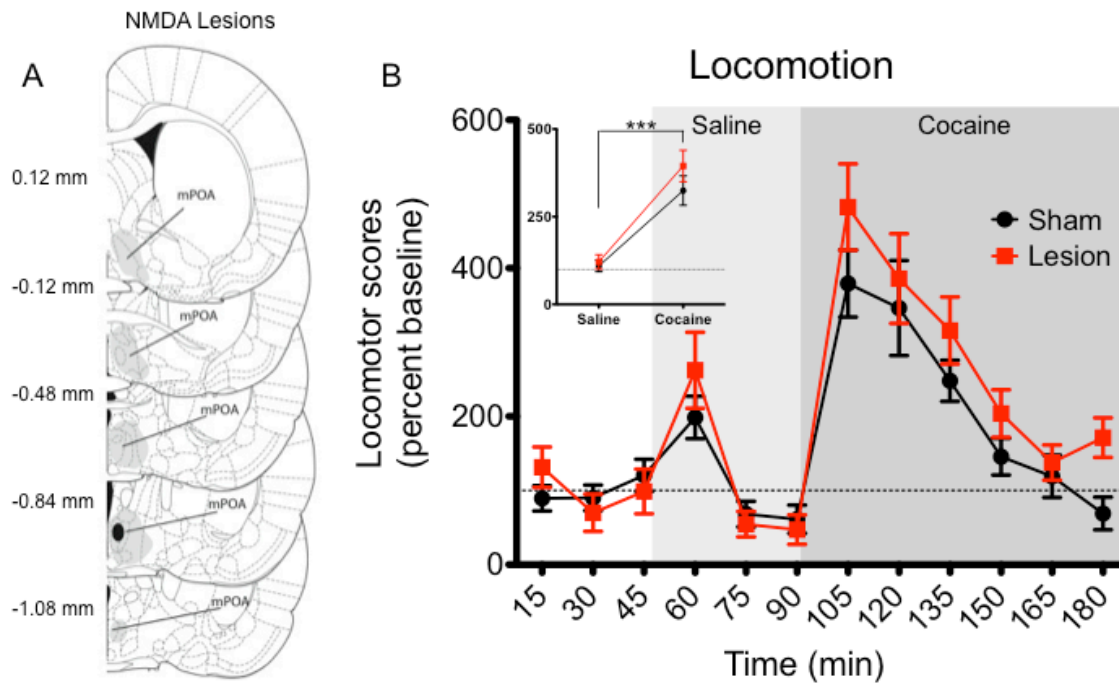 NMDA Lesions
A
0.12 mm
mPOA
-0.12 mm
mPOA
-0.48 mm
mPOA
-0.84 mm
mPOA
-1.08 mm
mPOA
B
Locomotion
600
400
200
0
Locomotor scores
(percent baseline)
500
250
0
***
Saline
Cocaine
Saline
Cocaine
Sham
Lesion
15
30
45
60
75
90
105
120
135
150
165
180
Time (min)